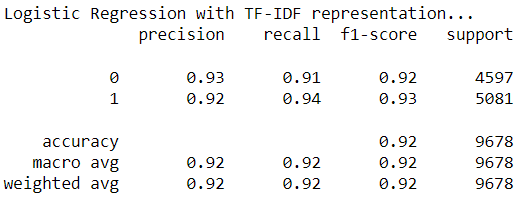 Logistic Regression with TF-IDF representation...
precision recall f1-score support
0 0.93 0.91 0.92 4597
1 0.92 0.94 0.93 5081
accuracy 0.92 9678
macro avg 0.92 0.92 0.92 9678
weighted avg 0.92 0.92 0.92 9678